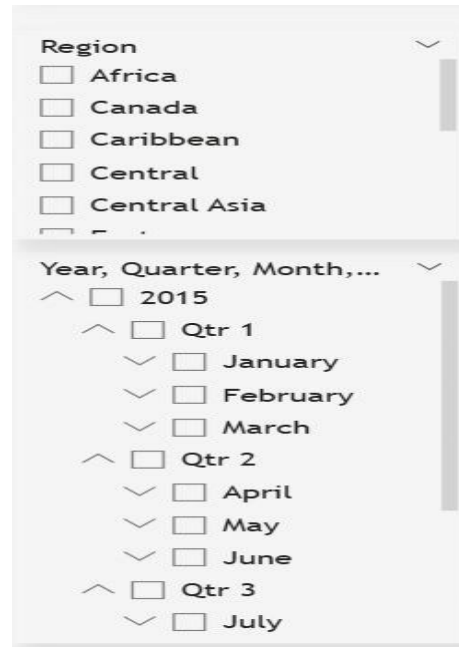 Region
Africa
Canada
Caribbean
Central
Central Asia
Year, Quarter, Month,...
2015
Qtr 1
January
February
March
Qtr 2
April
May
June
Qtr 3
July